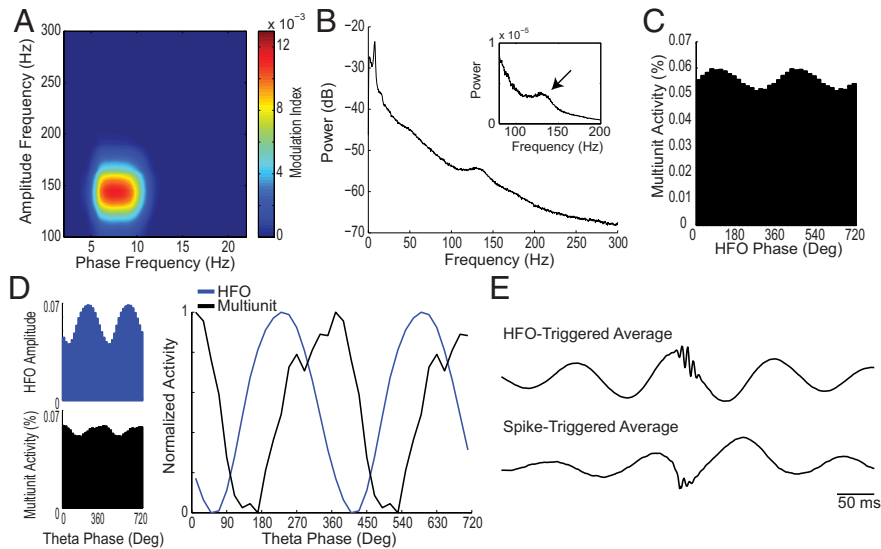 A
300
250
200
150
100
Amplitude Frequency (Hz)
5
10
15
20
Phase Frequency (Hz)
x 10⁻³
12
8
4
0
Modulation Index
B
−20
−30
−40
−50
−60
−70
Power (dB)
0
50
100
150
200
250
300
Frequency (Hz)
1 x 10⁻⁵
0
Power
100
150
200
Frequency (Hz)
C
0.07
0.06
0.05
0.04
0.03
0.02
0.01
0
Multiunit Activity (%)
0
180
360
540
720
HFO Phase (Deg)
D
0.07
0
HFO Amplitude
0.07
0
Multiunit Activity (%)
0
360
720
Theta Phase (Deg)
HFO
Multiunit
1
0
Normalized Activity
0
90
180
270
360
450
540
630
720
Theta Phase (Deg)
E
HFO-Triggered Average
Spike-Triggered Average
50 ms